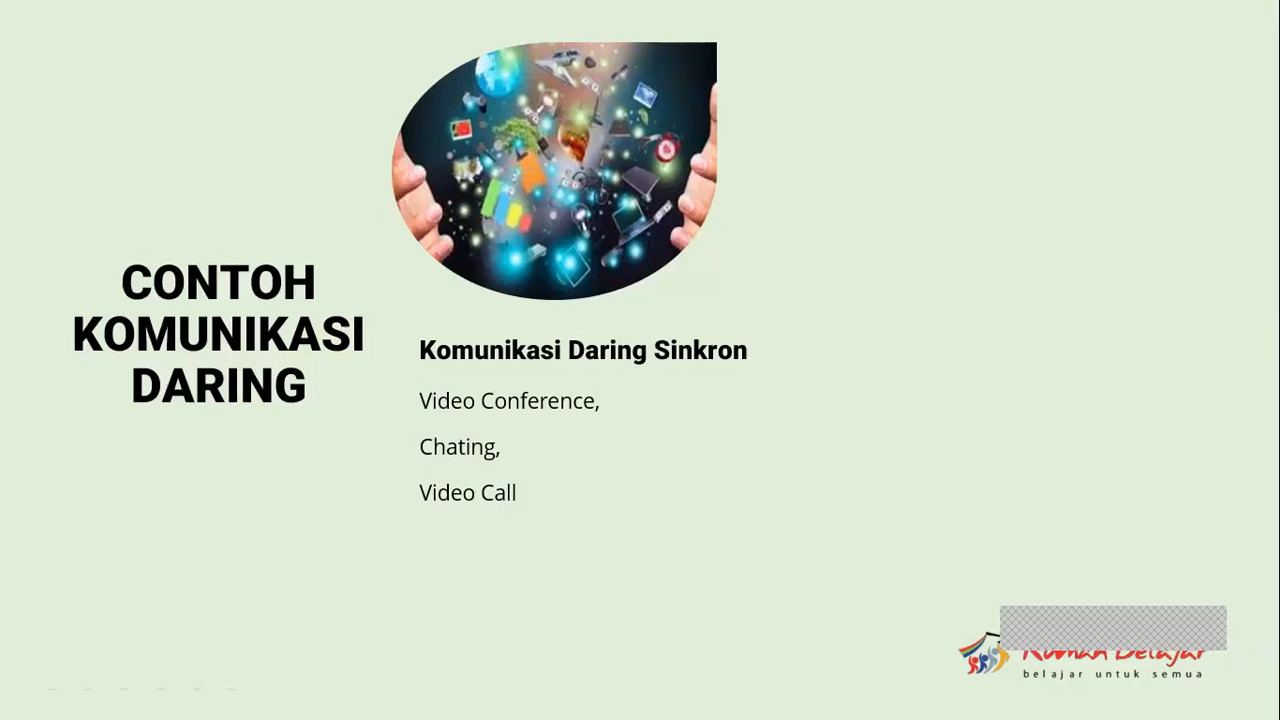 CONTOH
KOMUNIKASI
DARING
Komunikasi Daring Sinkron
Video Conference,
Chating,
Video Call
belajar untuk semua